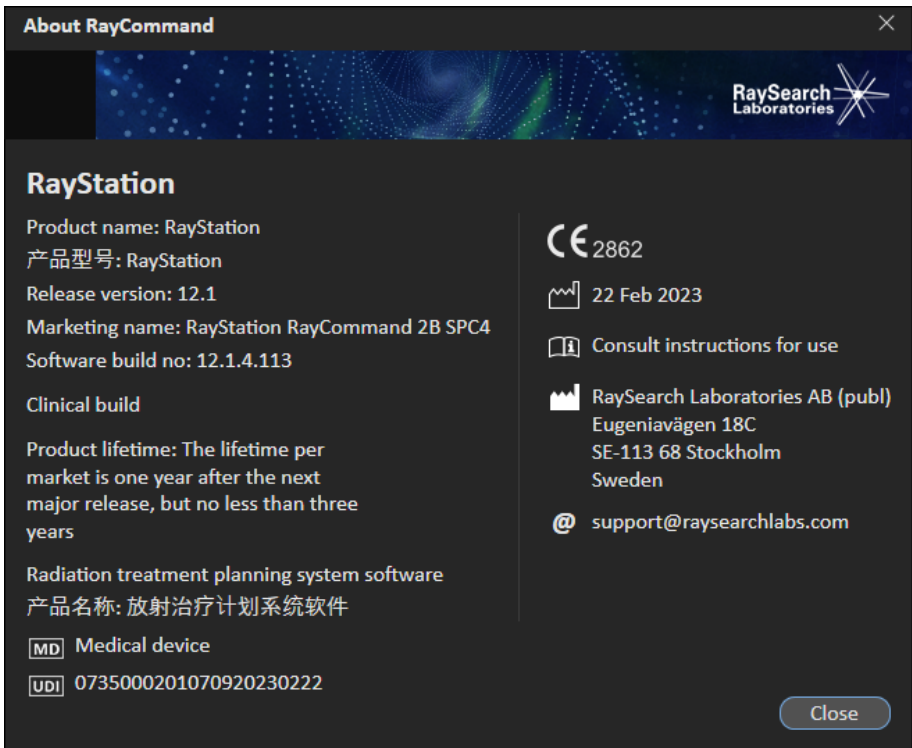 About RayCommand
RaySearch
Laboratories
RayStation
Product name: RayStation
产品型号: RayStation
Release version: 12.1
Marketing name: RayStation RayCommand 2B SPC4
Software build no: 12.1.4.113
Clinical build
Product lifetime: The lifetime per
market is one year after the next
major release, but no less than three
years
Radiation treatment planning system software
产品名称: 放射治疗计划系统软件
MD Medical device
UDI 0735000201070920230222
CE 2862
22 Feb 2023
Consult instructions for use
RaySearch Laboratories AB (publ)
Eugeniavägen 18C
SE-113 68 Stockholm
Sweden
@ support@raysearchlabs.com
Close